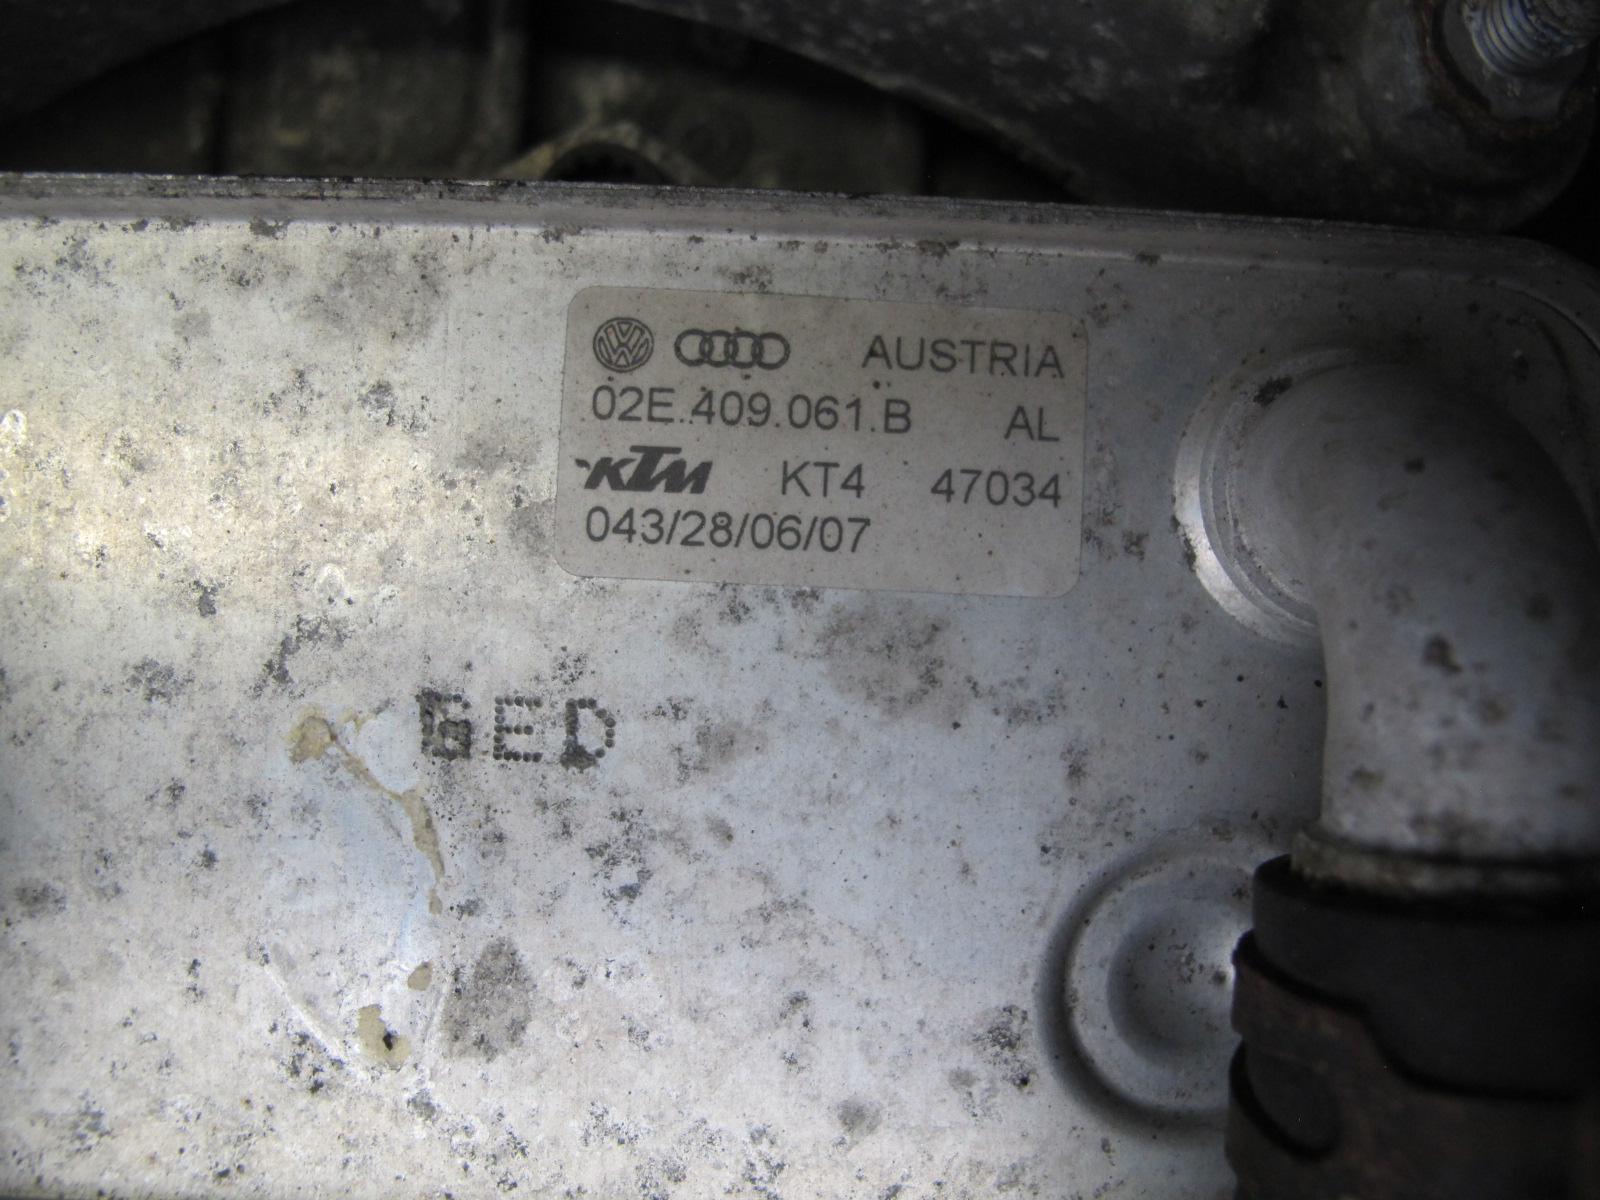 AUSTRIA
02E.409.061.B AL
KTM KT4 47034
043/28/06/07
GED